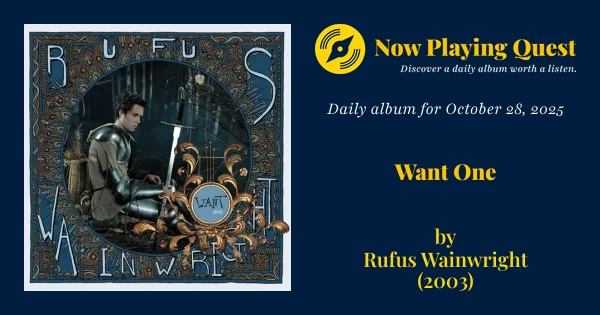 RUFUS
WAINWRIGHT
WANT
one
Now Playing Quest
Discover a daily album worth a listen.
Daily album for October 28, 2025
Want One
by
Rufus Wainwright
(2003)